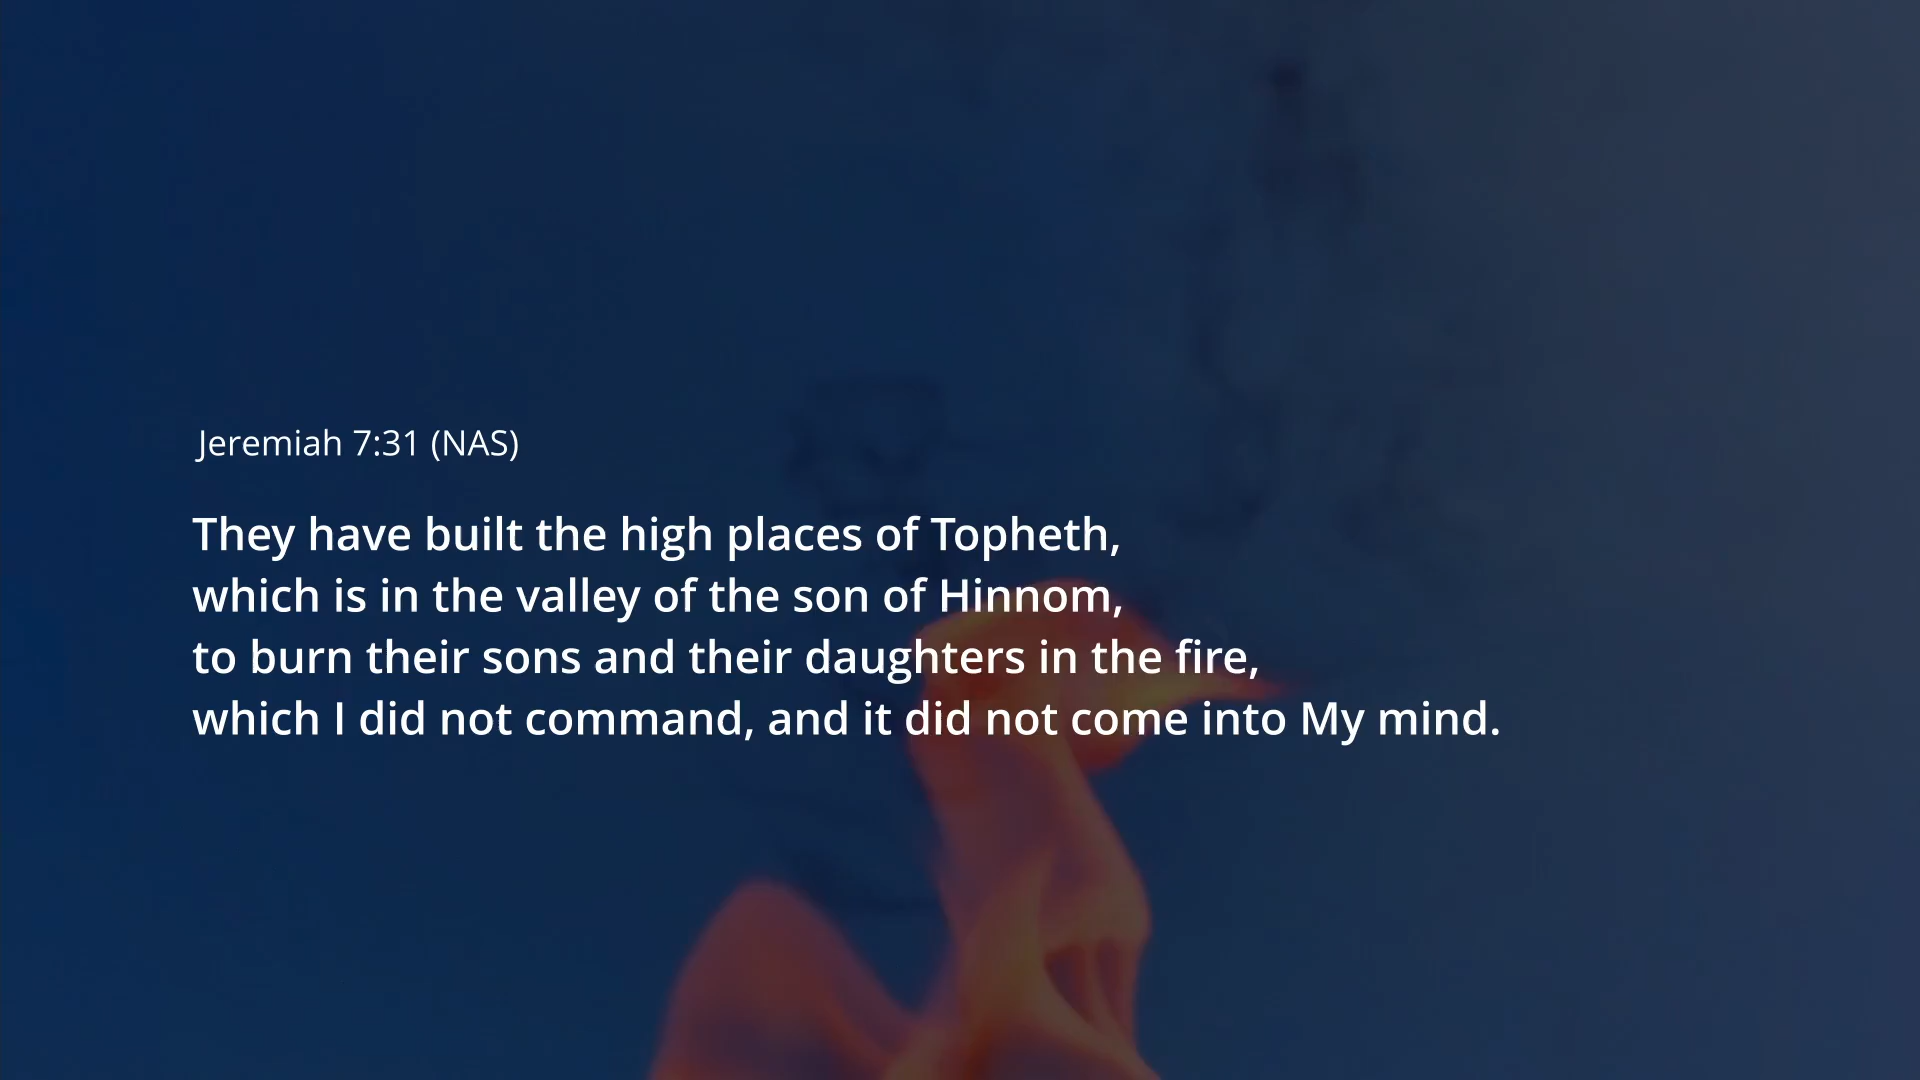 Jeremiah 7:31 (NAS)
They have built the high places of Topheth,
which is in the valley of the son of Hinnom,
to burn their sons and their daughters in the fire,
which I did not command, and it did not come into My mind.